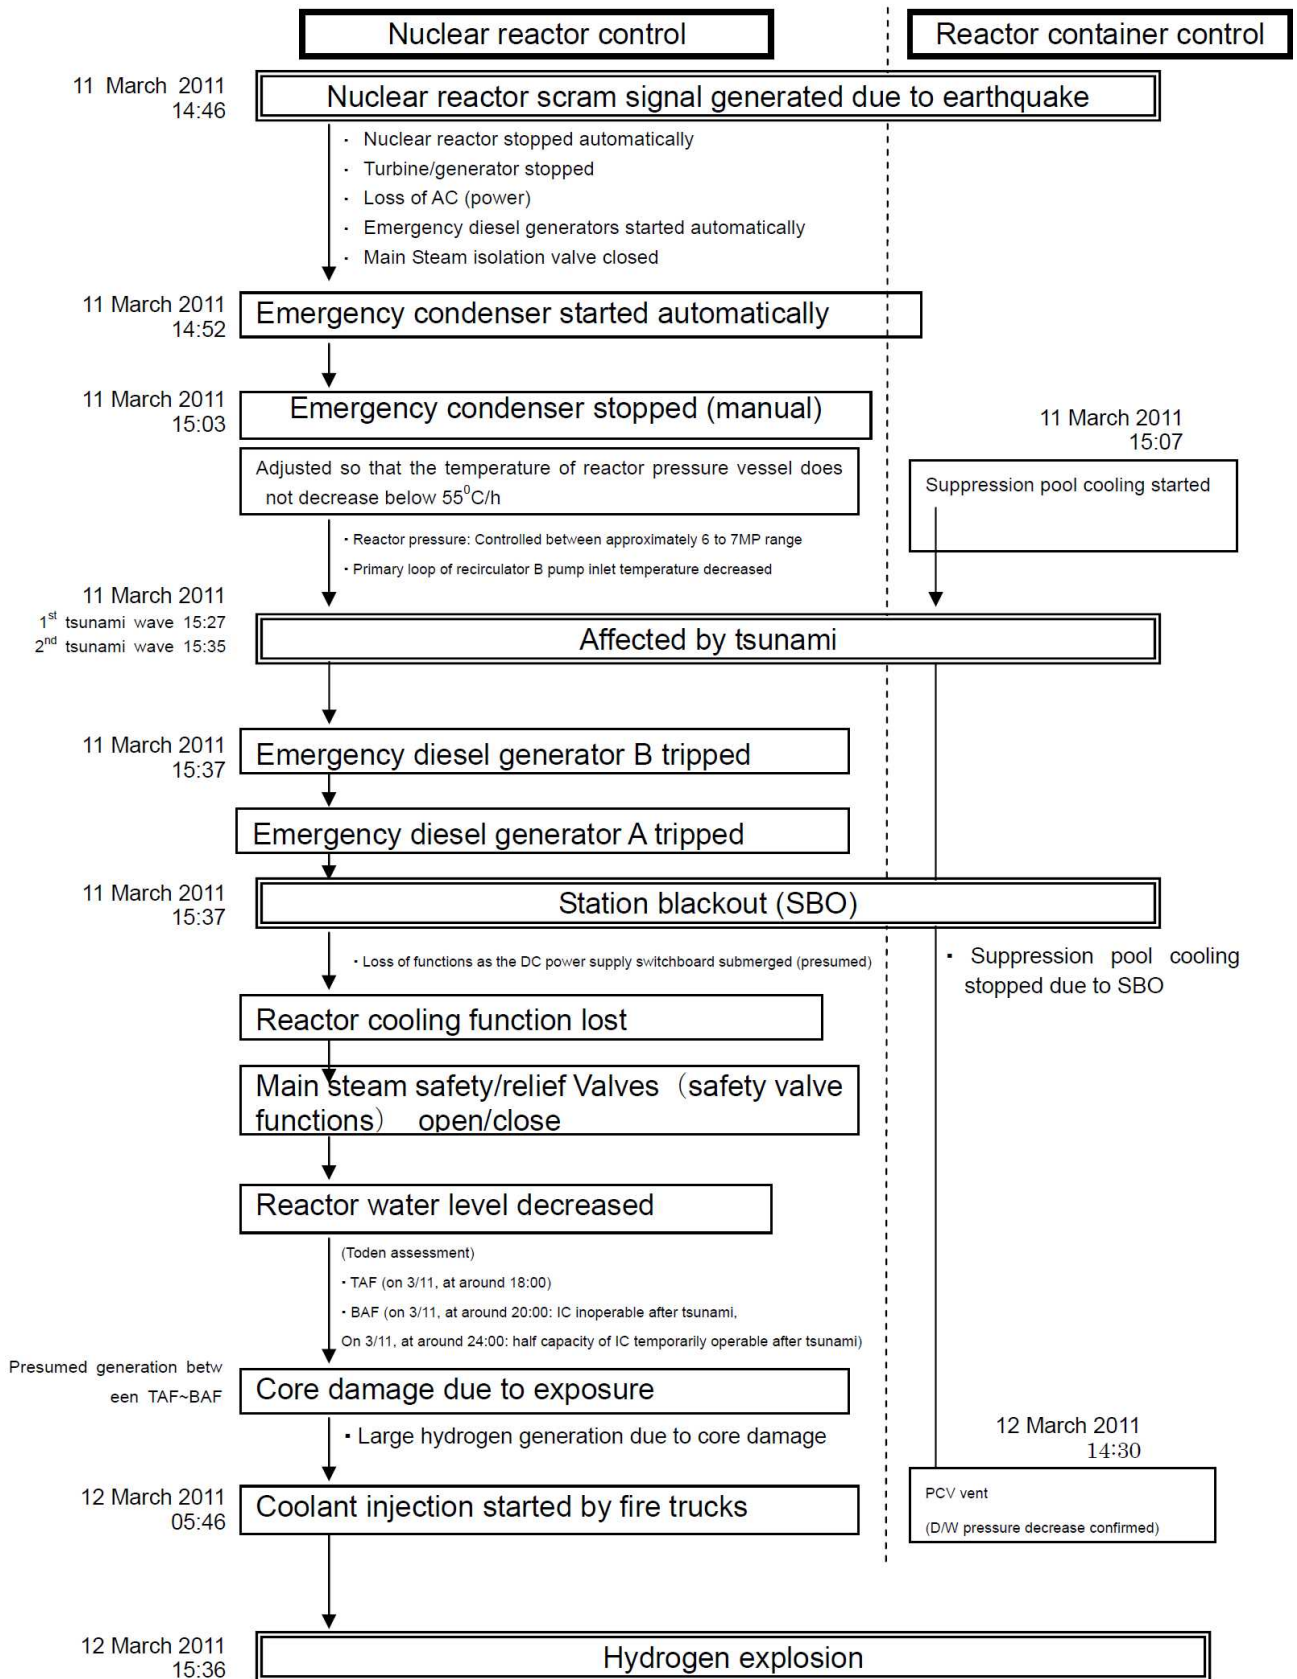 Nuclear reactor control
Reactor container control
11 March 2011
14:46
Nuclear reactor scram signal generated due to earthquake
· Nuclear reactor stopped automatically
· Turbine/generator stopped
· Loss of AC (power)
· Emergency diesel generators started automatically
· Main Steam isolation valve closed
11 March 2011
14:52
Emergency condenser started automatically
11 March 2011
15:03
Emergency condenser stopped (manual)
11 March 2011
15:07
Adjusted so that the temperature of reactor pressure vessel does
not decrease below 55⁰C/h
Suppression pool cooling started
· Reactor pressure: Controlled between approximately 6 to 7MP range
· Primary loop of recirculator B pump inlet temperature decreased
11 March 2011
1st tsunami wave 15:27
2nd tsunami wave 15:35
Affected by tsunami
11 March 2011
15:37
Emergency diesel generator B tripped
Emergency diesel generator A tripped
11 March 2011
15:37
Station blackout (SBO)
· Loss of functions as the DC power supply switchboard submerged (presumed)
· Suppression pool cooling
stopped due to SBO
Reactor cooling function lost
Main steam safety/relief Valves（safety valve
functions） open/close
Reactor water level decreased
(Toden assessment)
· TAF (on 3/11, at around 18:00)
· BAF (on 3/11, at around 20:00: IC inoperable after tsunami,
On 3/11, at around 24:00: half capacity of IC temporarily operable after tsunami)
Presumed generation betw
een TAF~BAF
Core damage due to exposure
· Large hydrogen generation due to core damage
12 March 2011
14:30
12 March 2011
05:46
Coolant injection started by fire trucks
PCV vent
(D/W pressure decrease confirmed)
12 March 2011
15:36
Hydrogen explosion